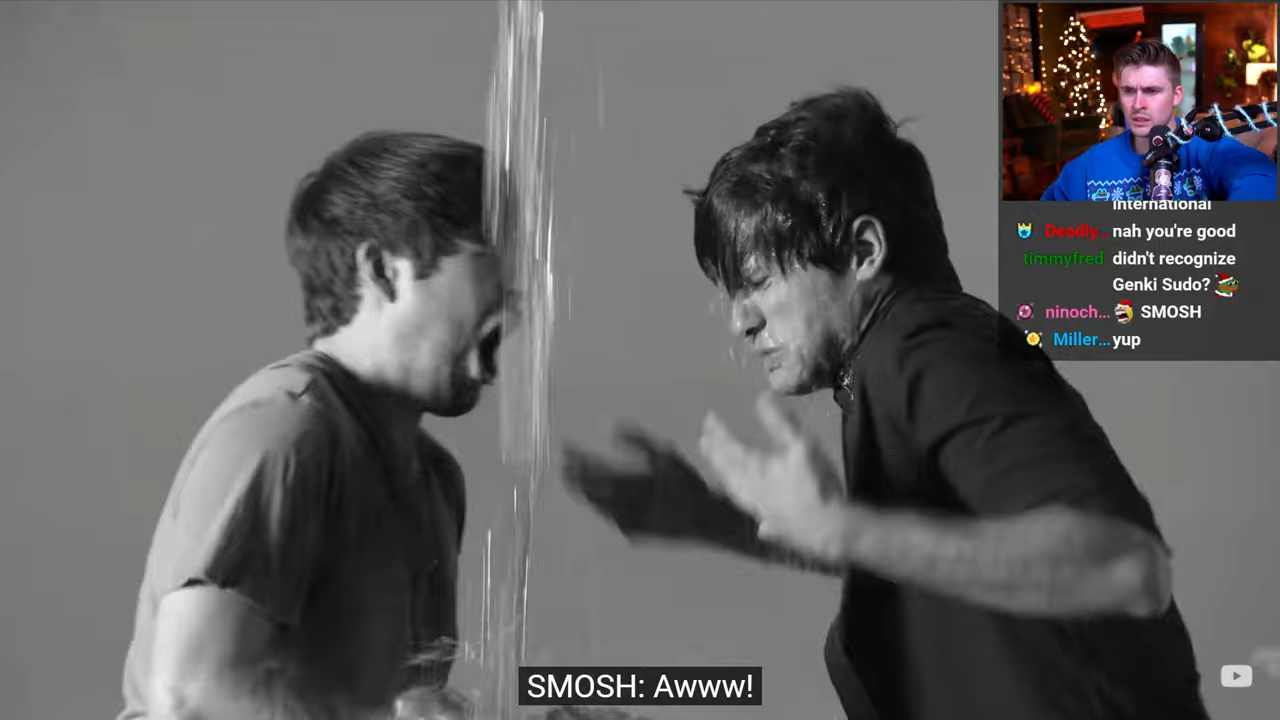 international
Deadly... nah you're good
timmyfred didn't recognize
Genki Sudo?
ninoch... SMOSH
Miller... yup
SMOSH: Awww!